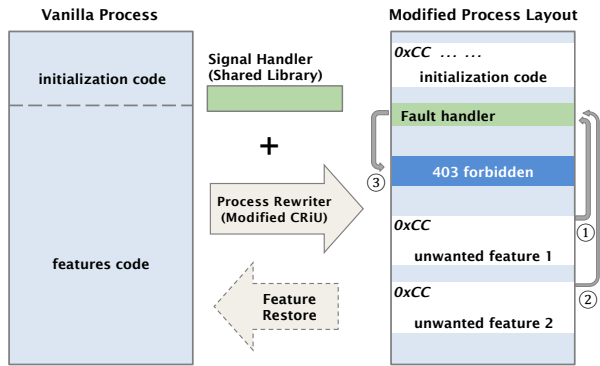 Vanilla Process
initialization code
features code
Signal Handler
(Shared Library)
+
Process Rewriter
(Modified CRiU)
Feature
Restore
Modified Process Layout
0xCC ... ...
initialization code
Fault handler
403 forbidden
0xCC
unwanted feature 1
0xCC
unwanted feature 2
③
①
②